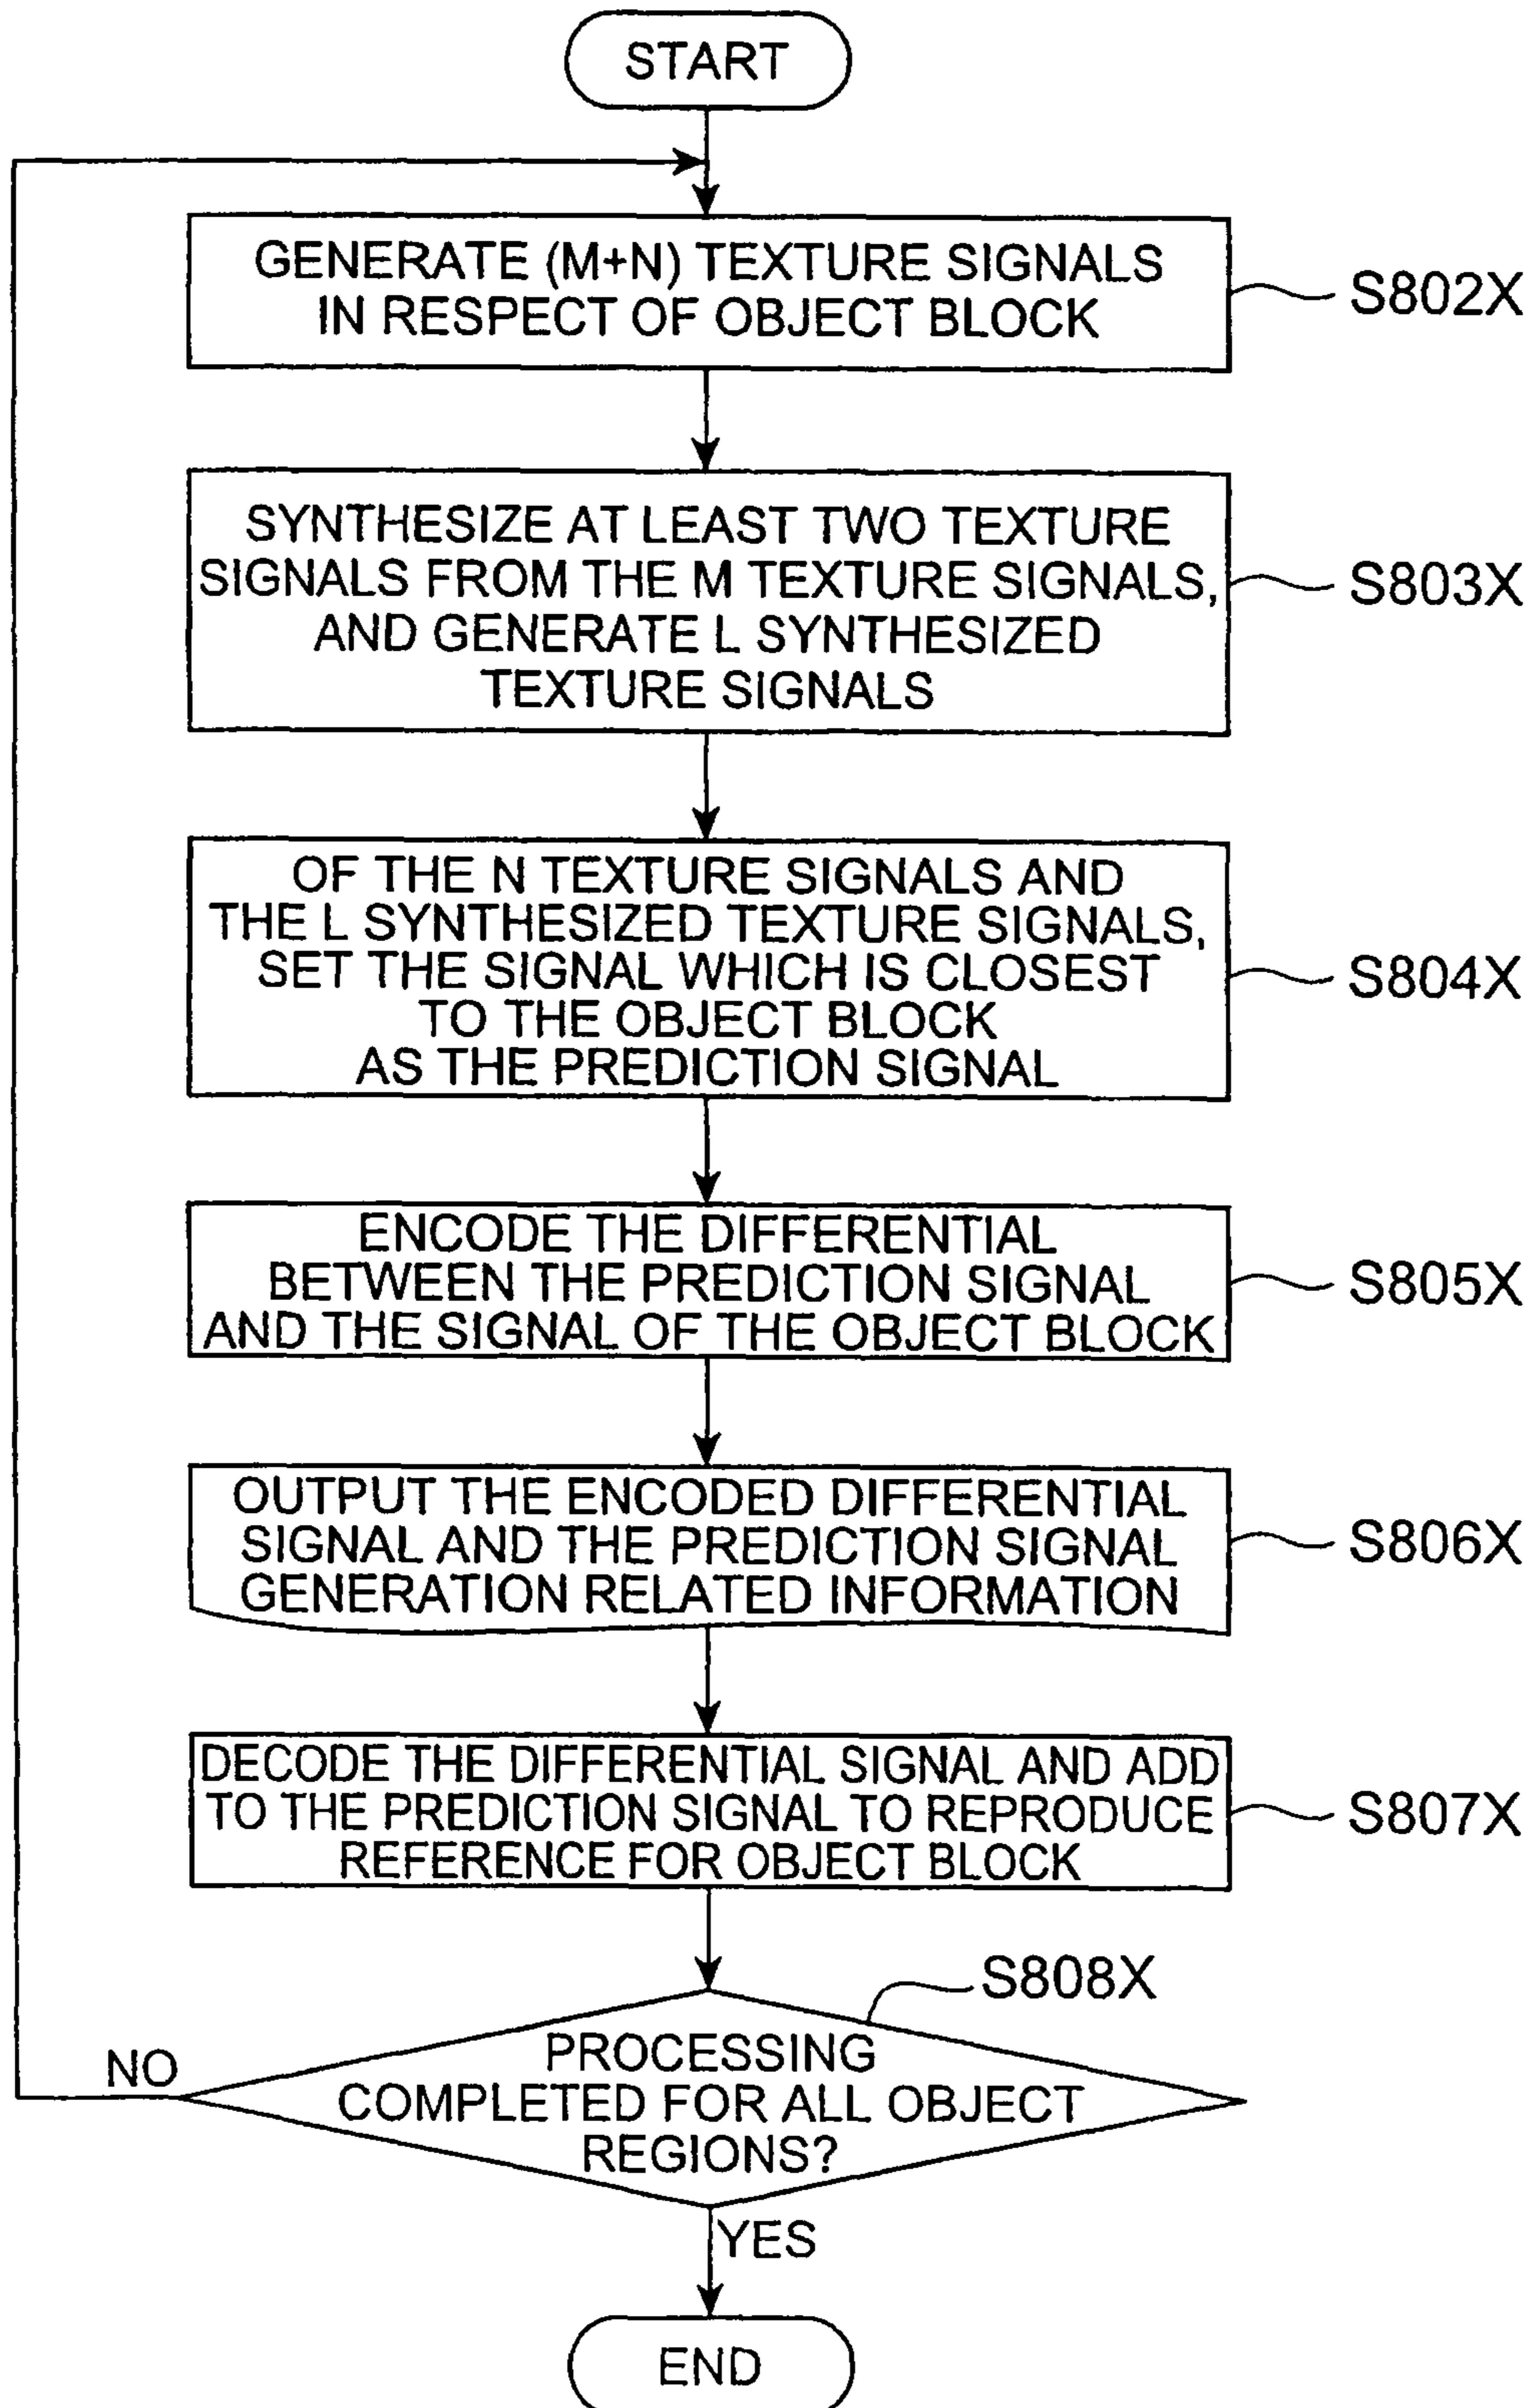 START
GENERATE (M+N) TEXTURE SIGNALS
IN RESPECT OF OBJECT BLOCK
S802X
SYNTHESIZE AT LEAST TWO TEXTURE
SIGNALS FROM THE M TEXTURE SIGNALS,
AND GENERATE L SYNTHESIZED
TEXTURE SIGNALS
S803X
OF THE N TEXTURE SIGNALS AND
THE L SYNTHESIZED TEXTURE SIGNALS,
SET THE SIGNAL WHICH IS CLOSEST
TO THE OBJECT BLOCK
AS THE PREDICTION SIGNAL
S804X
ENCODE THE DIFFERENTIAL
BETWEEN THE PREDICTION SIGNAL
AND THE SIGNAL OF THE OBJECT BLOCK
S805X
OUTPUT THE ENCODED DIFFERENTIAL
SIGNAL AND THE PREDICTION SIGNAL
GENERATION RELATED INFORMATION
S806X
DECODE THE DIFFERENTIAL SIGNAL AND ADD
TO THE PREDICTION SIGNAL TO REPRODUCE
REFERENCE FOR OBJECT BLOCK
S807X
S808X
PROCESSING
COMPLETED FOR ALL OBJECT
REGIONS?
NO
YES
END